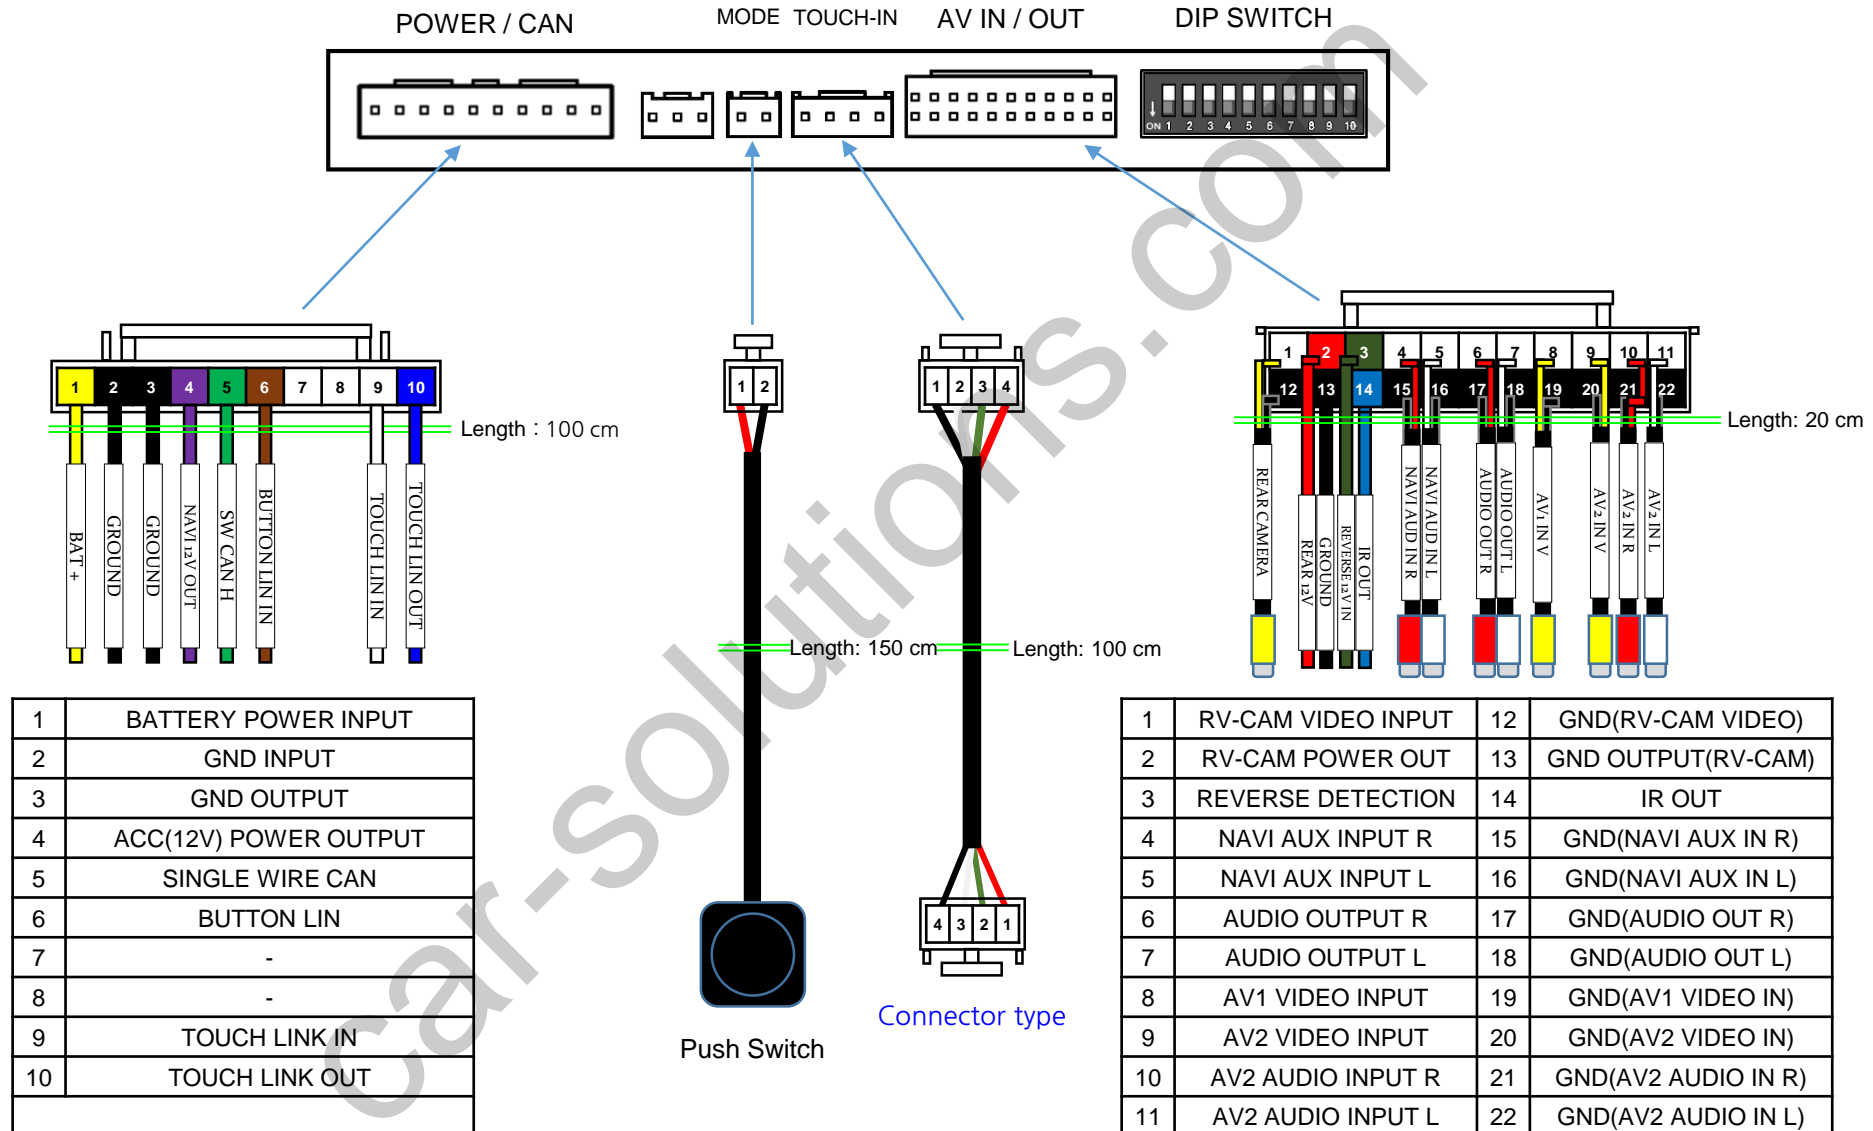 POWER / CAN
MODE
TOUCH-IN
AV IN / OUT
DIP SWITCH
↓
ON 1 2 3 4 5 6 7 8 9 10
1 2 3 4 5 6 7 8 9 10
Length : 100 cm
BAT +
GROUND
GROUND
NAVI 12V OUT
SW CAN H
BUTTON LIN IN
TOUCH LIN IN
TOUCH LIN OUT
1 2
Length: 150 cm
Push Switch
1 2 3 4
Length: 100 cm
4 3 2 1
Connector type
1 2 3 4 5 6 7 8 9 10 11
12 13 14 15 16 17 18 19 20 21 22
Length: 20 cm
REAR CAMERA
REAR 12V
GROUND
REVERSE 12V IN
IR OUT
NAVI AUD IN R
NAVI AUD IN L
AUDIO OUT R
AUDIO OUT L
AV1 IN V
AV2 IN V
AV2 IN R
AV2 IN L
1 BATTERY POWER INPUT
2 GND INPUT
3 GND OUTPUT
4 ACC(12V) POWER OUTPUT
5 SINGLE WIRE CAN
6 BUTTON LIN
7 -
8 -
9 TOUCH LINK IN
10 TOUCH LINK OUT
1 RV-CAM VIDEO INPUT 12 GND(RV-CAM VIDEO)
2 RV-CAM POWER OUT 13 GND OUTPUT(RV-CAM)
3 REVERSE DETECTION 14 IR OUT
4 NAVI AUX INPUT R 15 GND(NAVI AUX IN R)
5 NAVI AUX INPUT L 16 GND(NAVI AUX IN L)
6 AUDIO OUTPUT R 17 GND(AUDIO OUT R)
7 AUDIO OUTPUT L 18 GND(AUDIO OUT L)
8 AV1 VIDEO INPUT 19 GND(AV1 VIDEO IN)
9 AV2 VIDEO INPUT 20 GND(AV2 VIDEO IN)
10 AV2 AUDIO INPUT R 21 GND(AV2 AUDIO IN R)
11 AV2 AUDIO INPUT L 22 GND(AV2 AUDIO IN L)
car-solutions.com